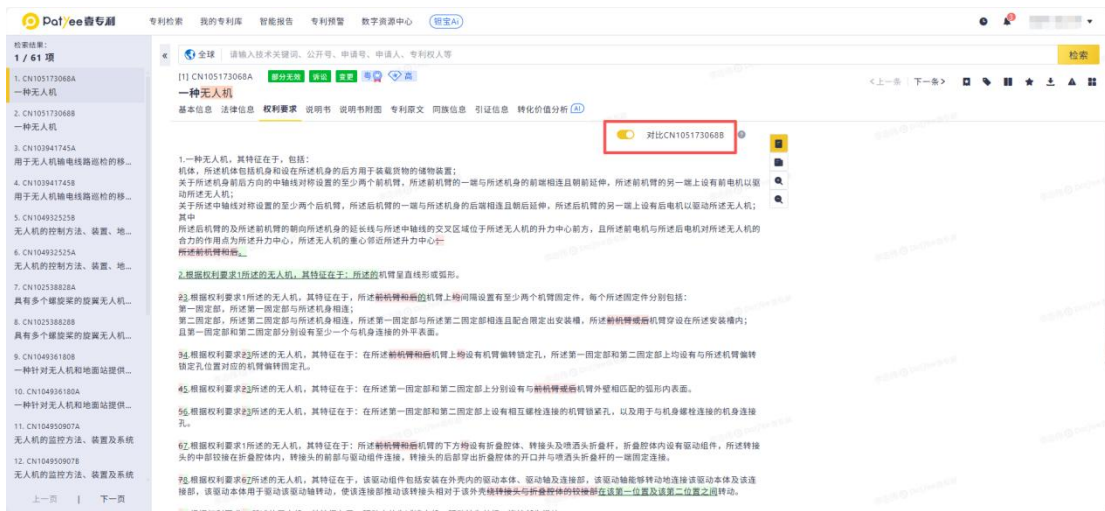 Patyee壹专利
专利检索 我的专利库 智能报告 专利预警 数字资源中心 钽宝Ai
检索结果：
1 / 61 项
1. CN105173068A
一种无人机
2. CN105173068B
一种无人机
3. CN103941745A
用于无人机输电线路巡检的移...
4. CN103941745B
用于无人机输电线路巡检的移...
5. CN104932525B
无人机的控制方法、装置、地...
6. CN104932525A
无人机的控制方法、装置、地...
7. CN102538828A
具有多个螺旋桨的旋翼无人机...
8. CN102538828B
具有多个螺旋桨的旋翼无人机...
9. CN104936180B
一种针对无人机和地面站提供...
10. CN104936180A
一种针对无人机和地面站提供...
11. CN104950907A
无人机的监控方法、装置及系统
12. CN104950907B
无人机的监控方法、装置及系统
上一页 | 下一页
«
全球 请输入技术关键词、公开号、申请号、申请人、专利权人等
检索
[1] CN105173068A 部分无效 诉讼 变更 粤 高
<上一条 下一条>
一种无人机
基本信息 法律信息 权利要求 说明书 说明书附图 专利原文 同族信息 引证信息 转化价值分析 AI
对比CN105173068B
1.一种无人机，其特征在于，包括：
机体，所述机体包括机身和设在所述机身的后方用于装载货物的储物装置；
关于所述机身前后方向的中轴线对称设置的至少两个前机臂，所述前机臂的一端与所述机身的前端相连且朝前延伸，所述前机臂的另一端上设有前电机以驱
动所述无人机；
关于所述中轴线对称设置的至少两个后机臂，所述后机臂的一端与所述机身的后端相连且朝后延伸，所述后机臂的另一端上设有后电机以驱动所述无人机；
其中
所述后机臂的及所述前机臂的朝向所述机身的延长线与所述中轴线的交叉区域位于所述无人机的升力中心前方，且所述前电机与所述后电机对所述无人机的
合力的作用点为所述升力中心，所述无人机的重心邻近所述升力中心；
所述前机臂和后。
2.根据权利要求1所述的无人机，其特征在于：所述的机臂呈直线形或弧形。
23.根据权利要求1所述的无人机，其特征在于，所述前机臂和后的机臂上均间隔设置有至少两个机臂固定件，每个所述固定件分别包括：
第一固定部，所述第一固定部与所述机身相连；
第二固定部，所述第二固定部与所述机身相连，所述第一固定部与所述第二固定部相连且配合限定出安装槽，所述前机臂或后机臂穿设在所述安装槽内；
且第一固定部和第二固定部分别设有至少一个与机身连接的外平表面。
34.根据权利要求23所述的无人机，其特征在于：在所述前机臂和后机臂上均设有机臂偏转锁定孔，所述第一固定部和第二固定部上均设有与所述机臂偏转
锁定孔位置对应的机臂偏转固定孔。
45.根据权利要求23所述的无人机，其特征在于：在所述第一固定部和第二固定部上分别设有与前机臂或后机臂外壁相匹配的弧形内表面。
56.根据权利要求23所述的无人机，其特征在于：在所述第一固定部和第二固定部上设有相互螺栓连接的机臂锁紧孔，以及用于与机身螺栓连接的机身连接
孔。
67.根据权利要求1所述的无人机，其特征在于：所述前机臂和后机臂的下方均设有折叠腔体、转接头及喷洒头折叠杆，折叠腔体内设有驱动组件，所述转接
头的中部铰接在折叠腔体内，转接头的前部与驱动组件连接，转接头的后部穿出折叠腔体的开口并与喷洒头折叠杆的一端固定连接。
78.根据权利要求67所述的无人机，其特征在于，该驱动组件包括安装在外壳内的驱动本体、驱动轴及连接部，该驱动轴能够转动地连接该驱动本体及该连
接部，该驱动本体用于驱动该驱动轴转动，使该连接部推动该转接头相对于该外壳绕转接头与折叠腔体的铰接部在该第一位置及该第二位置之间转动。